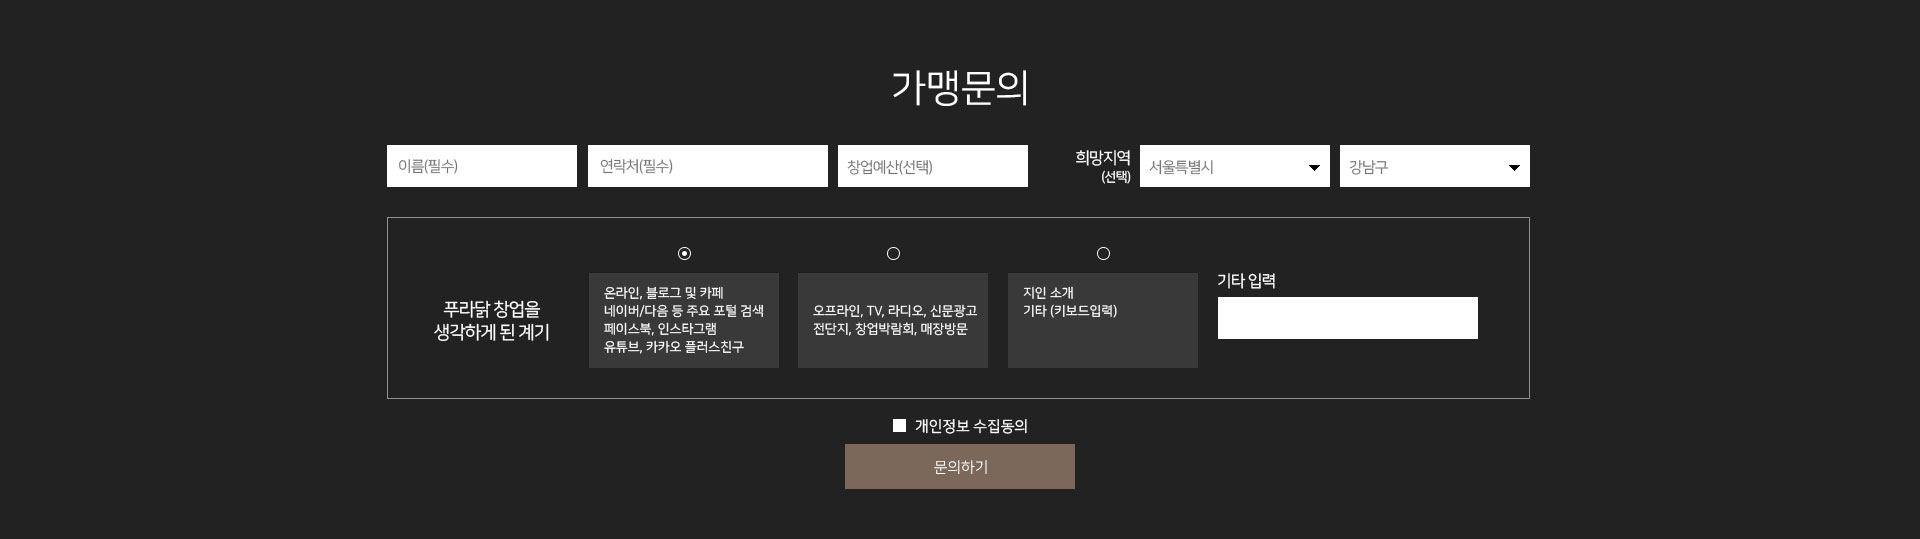 가맹문의
이름(필수)
연락처(필수)
창업예산(선택)
희망지역
(선택)
서울특별시
강남구
푸라닭 창업을
생각하게 된 계기
온라인, 블로그 및 카페
네이버/다음 등 주요 포털 검색
페이스북, 인스타그램
유튜브, 카카오 플러스친구
오프라인, TV, 라디오, 신문광고
전단지, 창업박람회, 매장방문
지인 소개
기타 (키보드입력)
기타 입력
개인정보 수집동의
문의하기